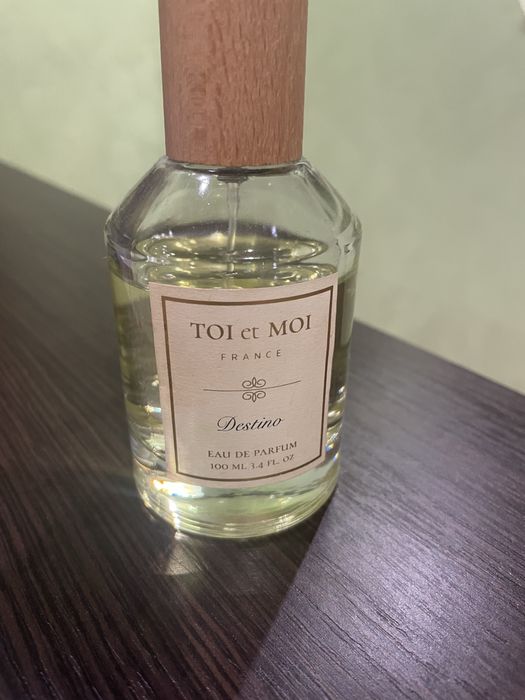 TOI et MOI
FRANCE
Destino
EAU DE PARFUM
100 ML 3.4 FL. OZ